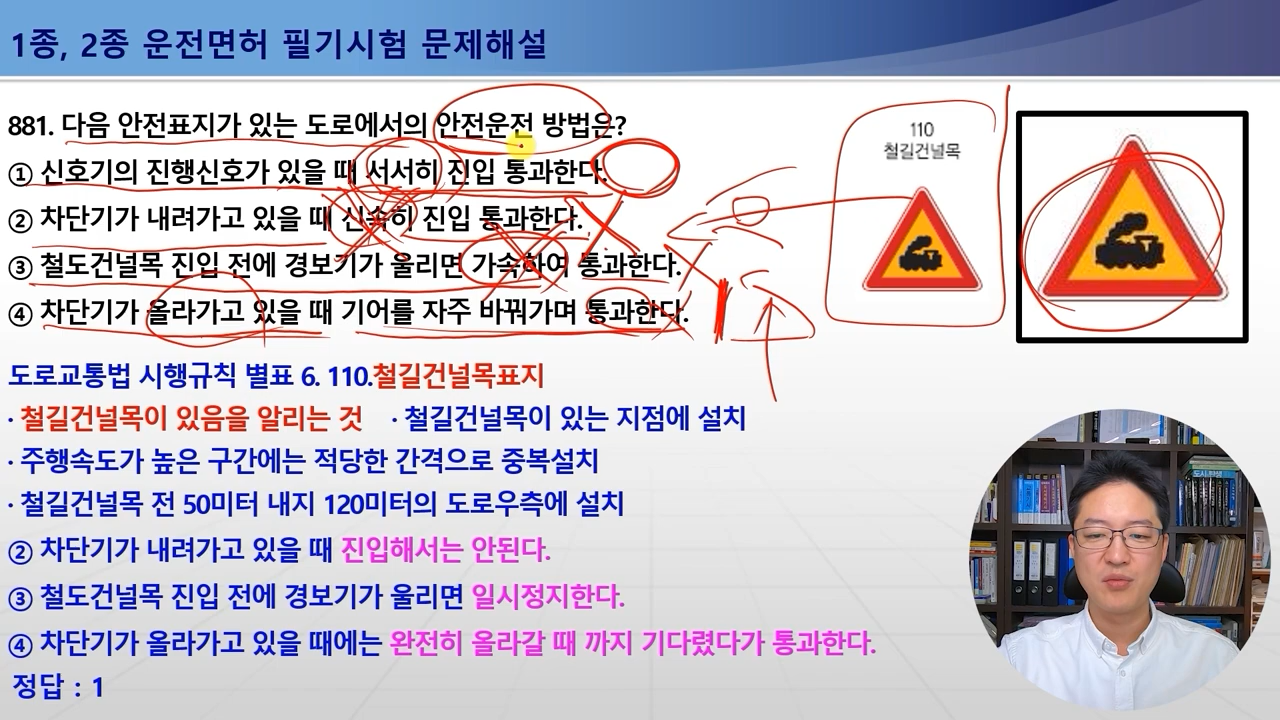 1종, 2종 운전면허 필기시험 문제해설
881. 다음 안전표지가 있는 도로에서의 안전운전 방법은?
① 신호기의 진행신호가 있을 때 서서히 진입 통과한다.
② 차단기가 내려가고 있을 때 신속히 진입 통과한다.
③ 철도건널목 진입 전에 경보기가 울리면 가속하여 통과한다.
④ 차단기가 올라가고 있을 때 기어를 자주 바꿔가며 통과한다.
110
철길건널목
도로교통법 시행규칙 별표 6. 110.철길건널목표지
· 철길건널목이 있음을 알리는 것 · 철길건널목이 있는 지점에 설치
· 주행속도가 높은 구간에는 적당한 간격으로 중복설치
· 철길건널목 전 50미터 내지 120미터의 도로우측에 설치
② 차단기가 내려가고 있을 때 진입해서는 안된다.
③ 철도건널목 진입 전에 경보기가 울리면 일시정지한다.
④ 차단기가 올라가고 있을 때에는 완전히 올라갈 때 까지 기다렸다가 통과한다.
정답 : 1